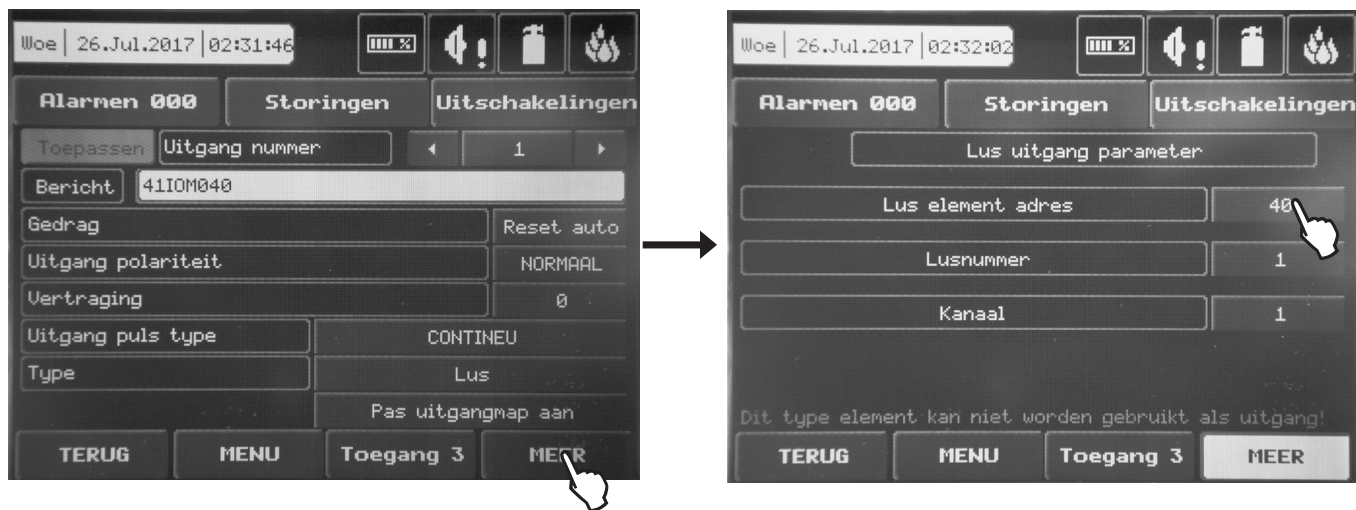 Woe 26.Jul.2017 02:31:46
Alarmen 000 Storingen Uitschakelingen
Toepassen Uitgang nummer 1
Bericht 41IOM040
Gedrag Reset auto
Uitgang polariteit NORMAAL
Vertraging 0
Uitgang puls type CONTINEU
Type Lus
Pas uitgangmap aan
TERUG MENU Toegang 3 MEER
Woe 26.Jul.2017 02:32:02
Alarmen 000 Storingen Uitschakelingen
Lus uitgang parameter
Lus element adres 40
Lusnummer 1
Kanaal 1
Dit type element kan niet worden gebruikt als uitgang!
TERUG MENU Toegang 3 MEER